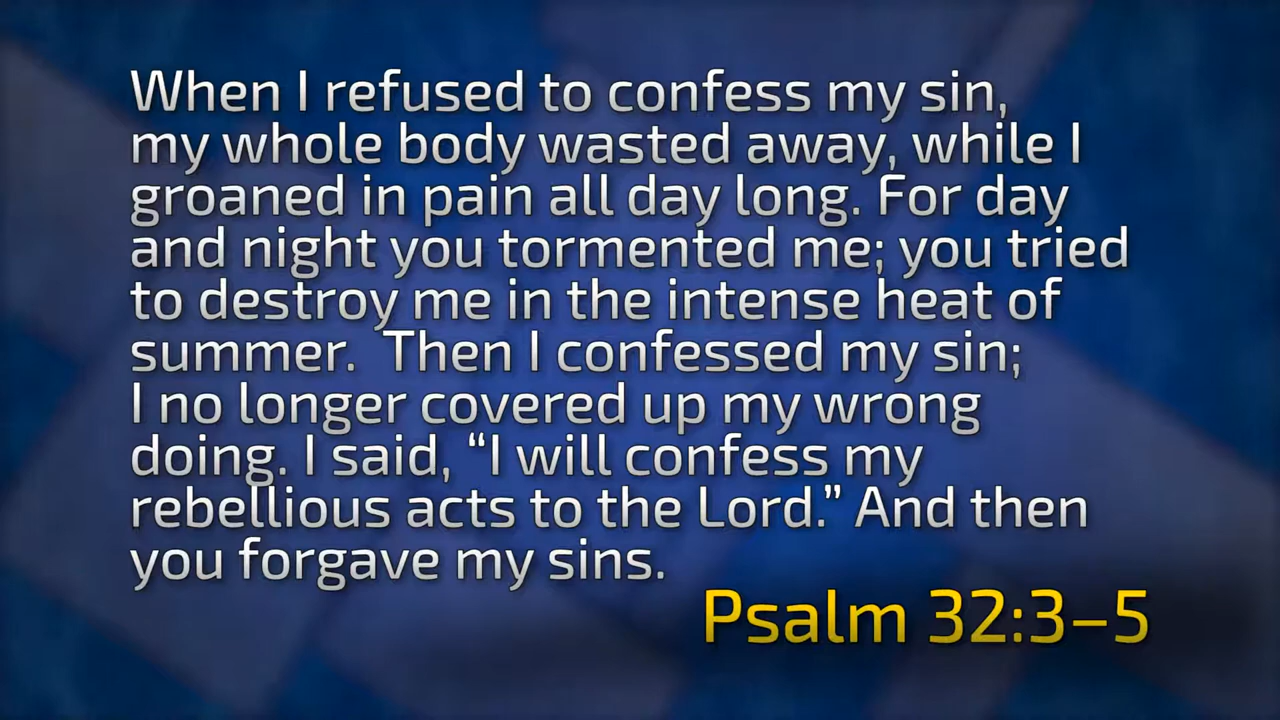 When I refused to confess my sin,
my whole body wasted away, while I
groaned in pain all day long. For day
and night you tormented me; you tried
to destroy me in the intense heat of
summer.  Then I confessed my sin;
I no longer covered up my wrong
doing. I said, “I will confess my
rebellious acts to the Lord.” And then
you forgave my sins.
Psalm 32:3–5